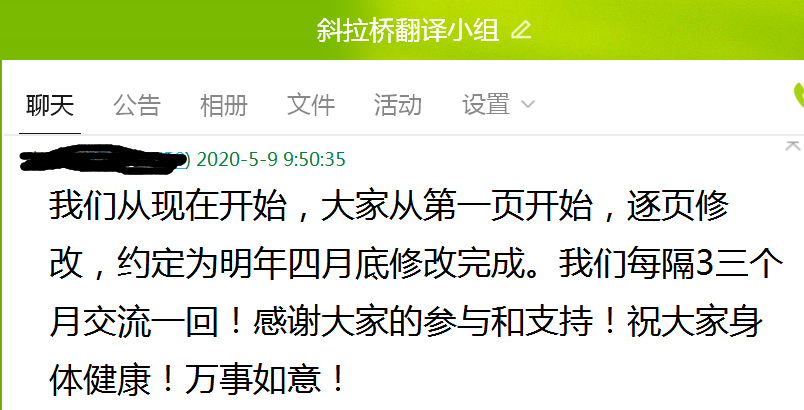 斜拉桥翻译小组
聊天 公告 相册 文件 活动 设置
2020-5-9 9:50:35
我们从现在开始，大家从第一页开始，逐页修
改，约定为明年四月底修改完成。我们每隔3三个
月交流一回！感谢大家的参与和支持！祝大家身
体健康！万事如意！